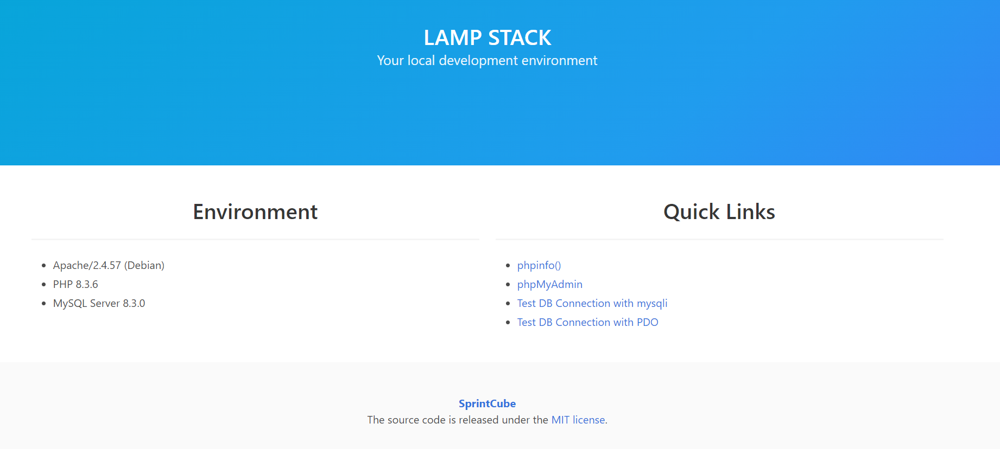 LAMP STACK
Your local development environment
Environment
Apache/2.4.57 (Debian)
PHP 8.3.6
MySQL Server 8.3.0
Quick Links
phpinfo()
phpMyAdmin
Test DB Connection with mysqli
Test DB Connection with PDO
SprintCube
The source code is released under the MIT license.